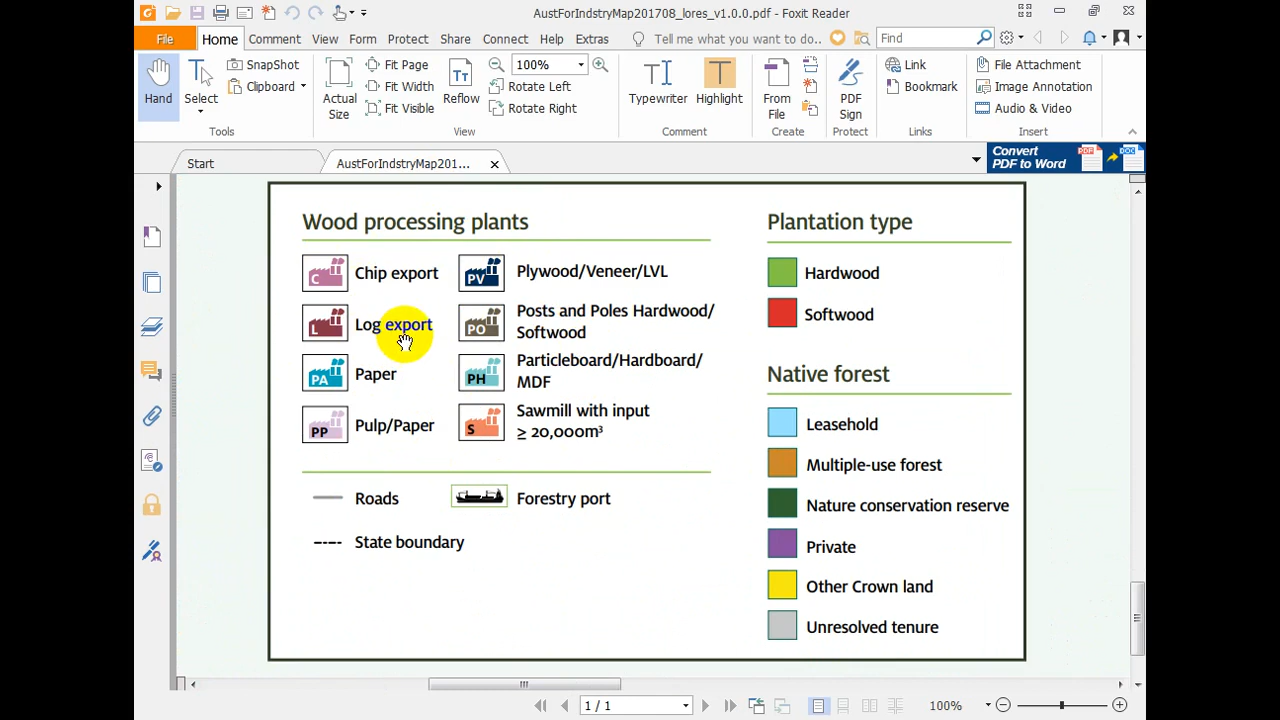 AustForIndstryMap201708_lores_v1.0.0.pdf - Foxit Reader
File Home Comment View Form Protect Share Connect Help Extras Tell me what you want to do.. Find
Hand
Select
SnapShot
Clipboard
Tools
Actual Size
Fit Page
Fit Width
Fit Visible
Reflow
100%
Rotate Left
Rotate Right
View
Typewriter
Highlight
Comment
From File
Create
PDF Sign
Protect
Link
Bookmark
Links
File Attachment
Image Annotation
Audio & Video
Insert
Start
AustForIndstryMap201...
Convert
PDF to Word
PDF
DOC
Wood processing plants
C Chip export
L Log export
PA Paper
PP Pulp/Paper
PV Plywood/Veneer/LVL
PO Posts and Poles Hardwood/
Softwood
PH Particleboard/Hardboard/
MDF
S Sawmill with input
≥ 20,000m³
Roads
Forestry port
State boundary
Plantation type
Hardwood
Softwood
Native forest
Leasehold
Multiple-use forest
Nature conservation reserve
Private
Other Crown land
Unresolved tenure
1 / 1
100%